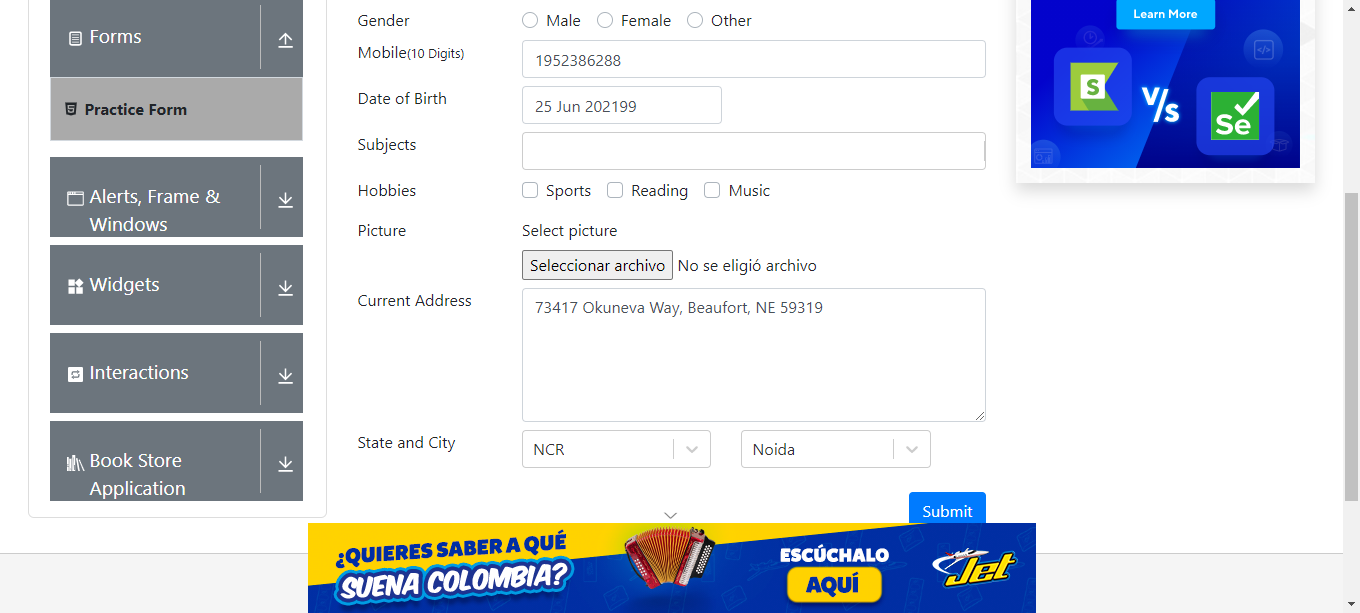 Forms
Practice Form
Alerts, Frame &
Windows
Widgets
Interactions
Book Store
Application
Gender
Male Female Other
Mobile(10 Digits)
1952386288
Date of Birth
25 Jun 202199
Subjects
Hobbies
Sports Reading Music
Picture
Select picture
Seleccionar archivo No se eligió archivo
Current Address
73417 Okuneva Way, Beaufort, NE 59319
State and City
NCR
Noida
Submit
Learn More
S
V/s
Se
¿QUIERES SABER A QUÉ
SUENA COLOMBIA?
ESCÚCHALO
AQUÍ
Jet